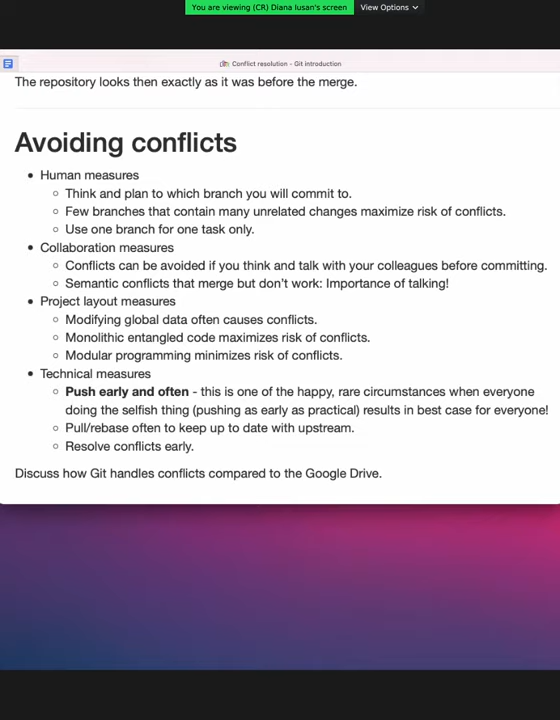 You are viewing (CR) Diana Iusan's screen
View Options
Conflict resolution – Git introduction
The repository looks then exactly as it was before the merge.
Avoiding conflicts
• Human measures
○ Think and plan to which branch you will commit to.
○ Few branches that contain many unrelated changes maximize risk of conflicts.
○ Use one branch for one task only.
• Collaboration measures
○ Conflicts can be avoided if you think and talk with your colleagues before committing.
○ Semantic conflicts that merge but don't work: Importance of talking!
• Project layout measures
○ Modifying global data often causes conflicts.
○ Monolithic entangled code maximizes risk of conflicts.
○ Modular programming minimizes risk of conflicts.
• Technical measures
○ Push early and often - this is one of the happy, rare circumstances when everyone
doing the selfish thing (pushing as early as practical) results in best case for everyone!
○ Pull/rebase often to keep up to date with upstream.
○ Resolve conflicts early.
Discuss how Git handles conflicts compared to the Google Drive.